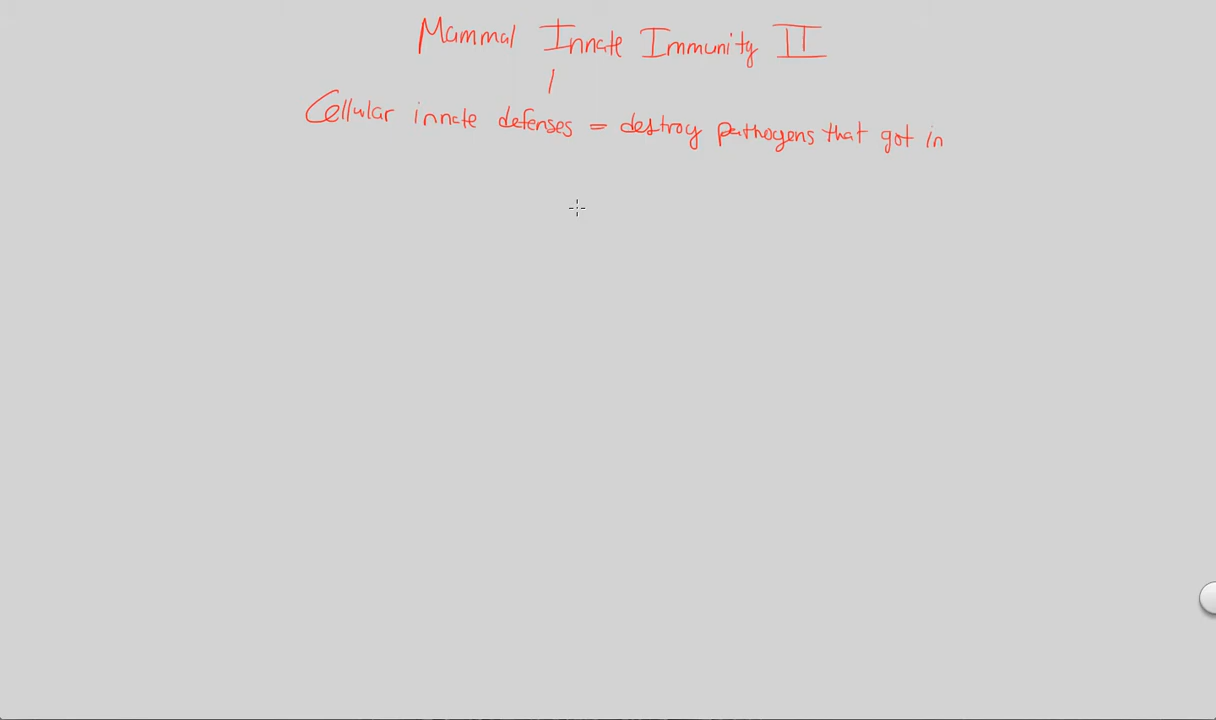 Mammal Innate Immunity II
Cellular innate defenses = destroy pathogens that got in